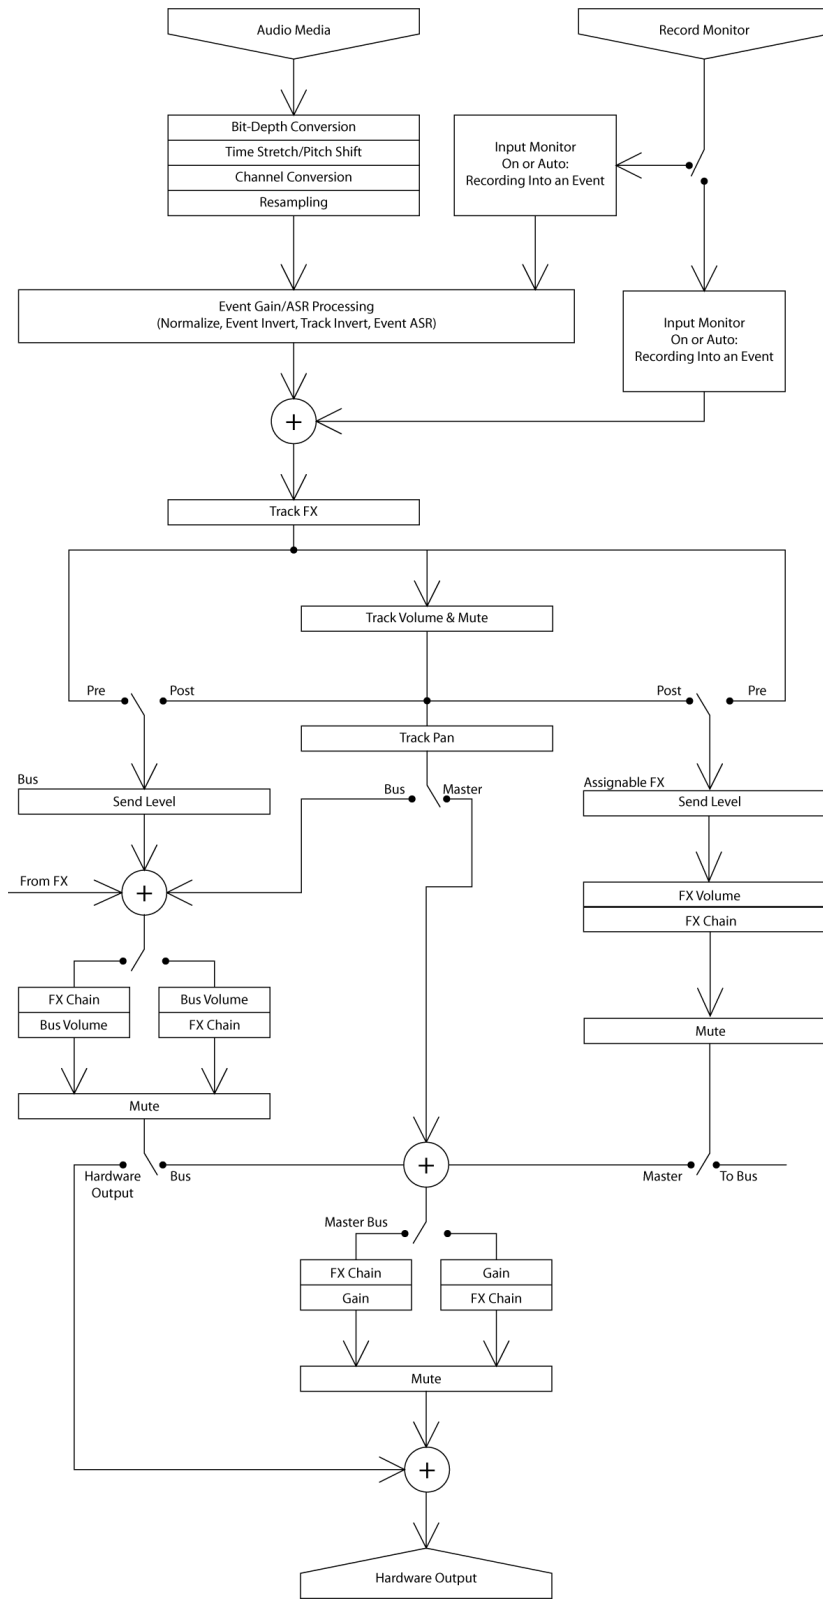 Audio Media
Record Monitor
Bit-Depth Conversion
Time Stretch/Pitch Shift
Channel Conversion
Resampling
Input Monitor
On or Auto:
Recording Into an Event
Event Gain/ASR Processing
(Normalize, Event Invert, Track Invert, Event ASR)
Input Monitor
On or Auto:
Recording Into an Event
+
Track FX
Track Volume & Mute
Pre
Post
Post
Pre
Track Pan
Bus
Send Level
Bus
Master
Assignable FX
Send Level
From FX
+
FX Volume
FX Chain
FX Chain
Bus Volume
Bus Volume
FX Chain
Mute
Mute
Hardware
Output
Bus
+
Master
To Bus
Master Bus
FX Chain
Gain
Gain
FX Chain
Mute
+
Hardware Output